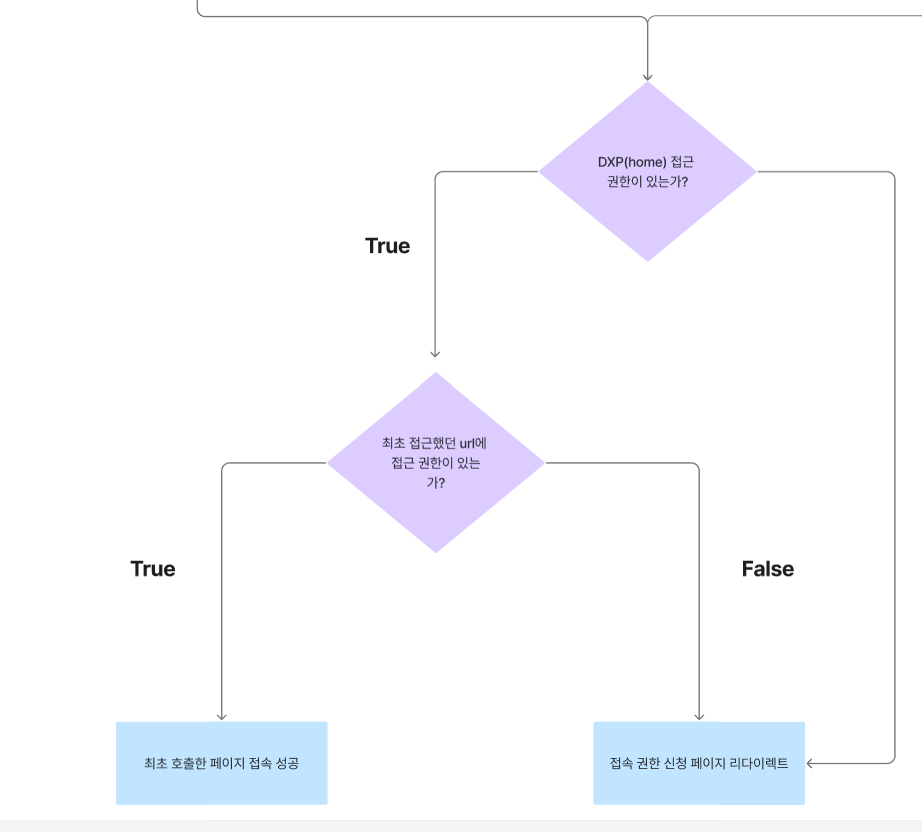 DXP(home) 접근
권한이 있는가?
True
최초 접근했던 url에
접근 권한이 있는
가?
True
False
최초 호출한 페이지 접속 성공
접속 권한 신청 페이지 리다이렉트